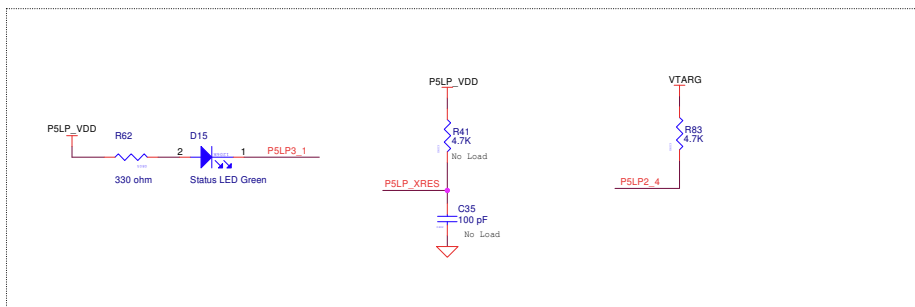 P5LP_VDD
R62
330 ohm
2
D15
1
Status LED Green
P5LP3_1
P5LP_VDD
R41
4.7K
No Load
P5LP_XRES
C35
100 pF
No Load
VTARG
R83
4.7K
P5LP2_4